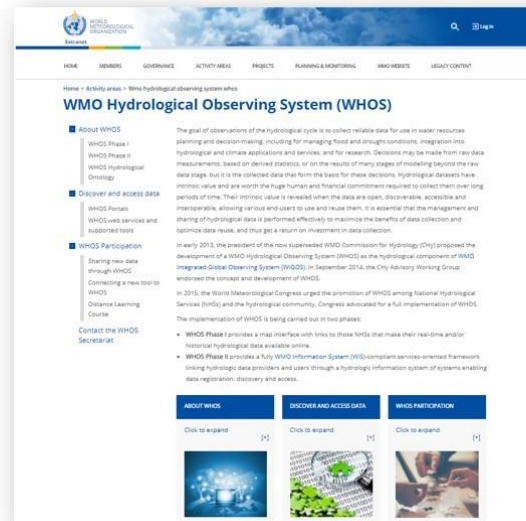 WORLD
METEOROLOGICAL
ORGANIZATION
Extranet
Log in
HOME MEMBERS GOVERNANCE ACTIVITY AREAS PROJECTS PLANNING & MONITORING WMO WEBSITE LEGACY CONTENT
Home > Activity areas > Wmo hydrological observing system whos
WMO Hydrological Observing System (WHOS)
About WHOS
WHOS Phase I
WHOS Phase II
WHOS Hydrological
Ontology
Discover and access data
WHOS Portals
WHOS web services and
supported tools
WHOS Participation
Sharing new data
through WHOS
Connecting a new tool to
WHOS
Distance Learning
Course
Contact the WHOS
Secretariat
The goal of observations of the hydrological cycle is to collect reliable data for use in water resources
planning and decision-making, including for managing flood and drought conditions, integration into
hydrological and climate applications and services, and for research. Decisions may be made from raw data
measurements, based on derived statistics, or on the results of many stages of modelling beyond the raw
data stage, but it is the collected data that form the basis for these decisions. Hydrological datasets have
intrinsic value and are worth the huge human and financial commitment required to collect them over long
periods of time. Their intrinsic value is revealed when the data are open, discoverable, accessible and
interoperable, allowing various end-users to use and reuse them. It is essential that the management and
sharing of hydrological data is performed effectively to maximize the benefits of data collection and
optimize data reuse, and thus get a return on investment in data collection.
In early 2013, the president of the now superseded WMO Commission for Hydrology (CHy) proposed the
development of a WMO Hydrological Observing System (WHOS) as the hydrological component of WMO
Integrated Global Observing System (WIGOS). In September 2014, the CHy Advisory Working Group
endorsed the concept and development of WHOS.
In 2015, the World Meteorological Congress urged the promotion of WHOS among National Hydrological
Services (NHSs) and the hydrological community. Congress advocated for a full implementation of WHOS.
The implementation of WHOS is being carried out in two phases:
• WHOS Phase I provides a map interface with links to those NHSs that make their real-time and/or
historical hydrological data available online.
• WHOS Phase II provides a fully WMO Information System (WIS)-compliant services-oriented framework
linking hydrologic data providers and users through a hydrologic information system of systems enabling
data registration, discovery and access.
ABOUT WHOS
Click to expand
[+]
DISCOVER AND ACCESS DATA
Click to expand
[+]
WHOS PARTICIPATION
Click to expand
[+]